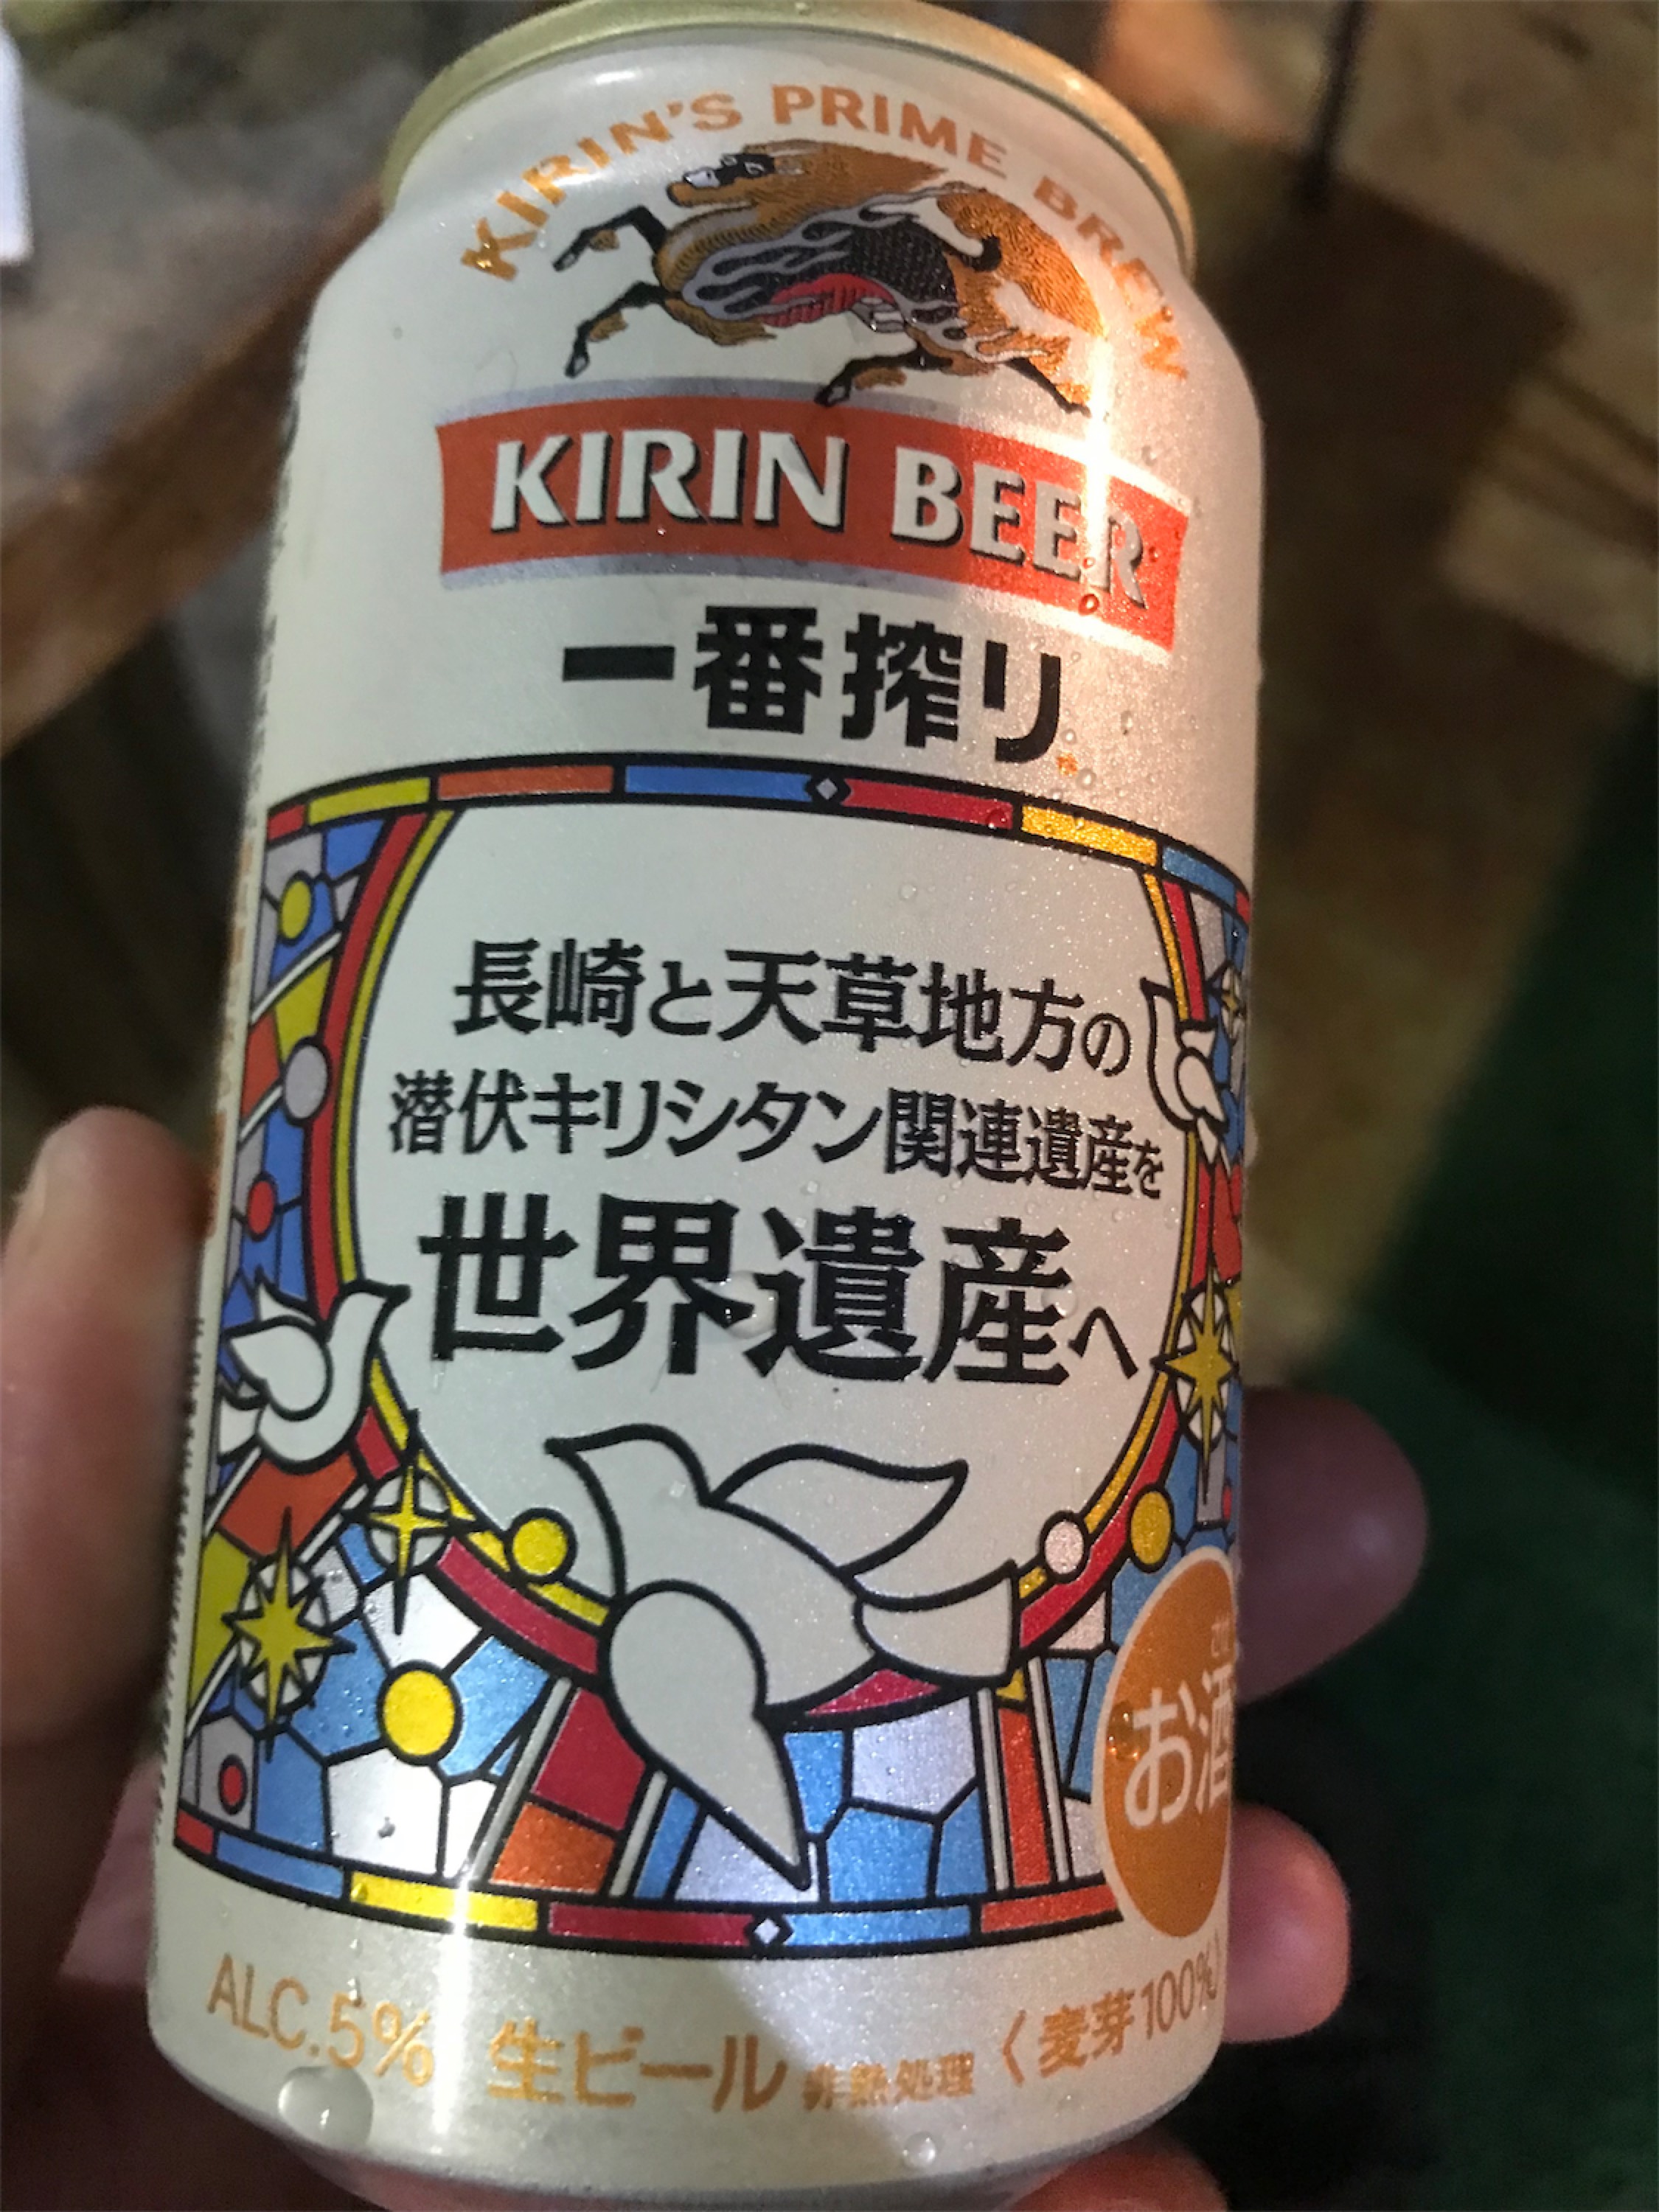 KIRIN'S PRIME BREW
KIRIN BEER
一番搾り
長崎と天草地方の
潜伏キリシタン関連遺産を
世界遺産へ
お酒
ALC.5% 生ビール 非熱処理 〈麦芽100%〉